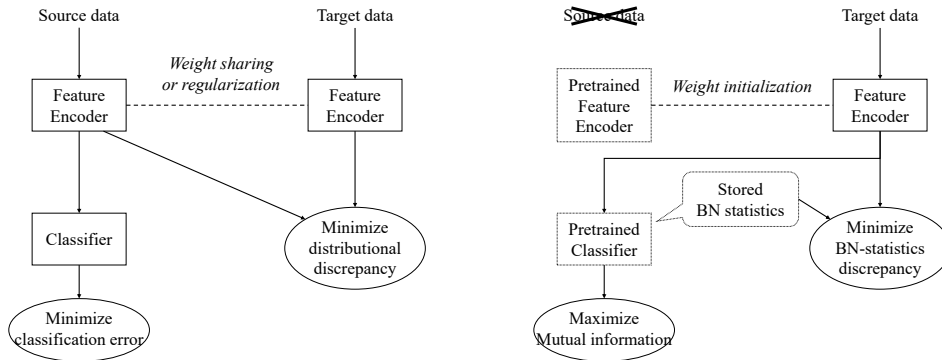 Source data
Target data
Weight sharing
or regularization
Feature
Encoder
Feature
Encoder
Classifier
Minimize
distributional
discrepancy
Minimize
classification error
Source data
Target data
Pretrained
Feature
Encoder
Weight initialization
Feature
Encoder
Stored
BN statistics
Pretrained
Classifier
Minimize
BN-statistics
discrepancy
Maximize
Mutual information